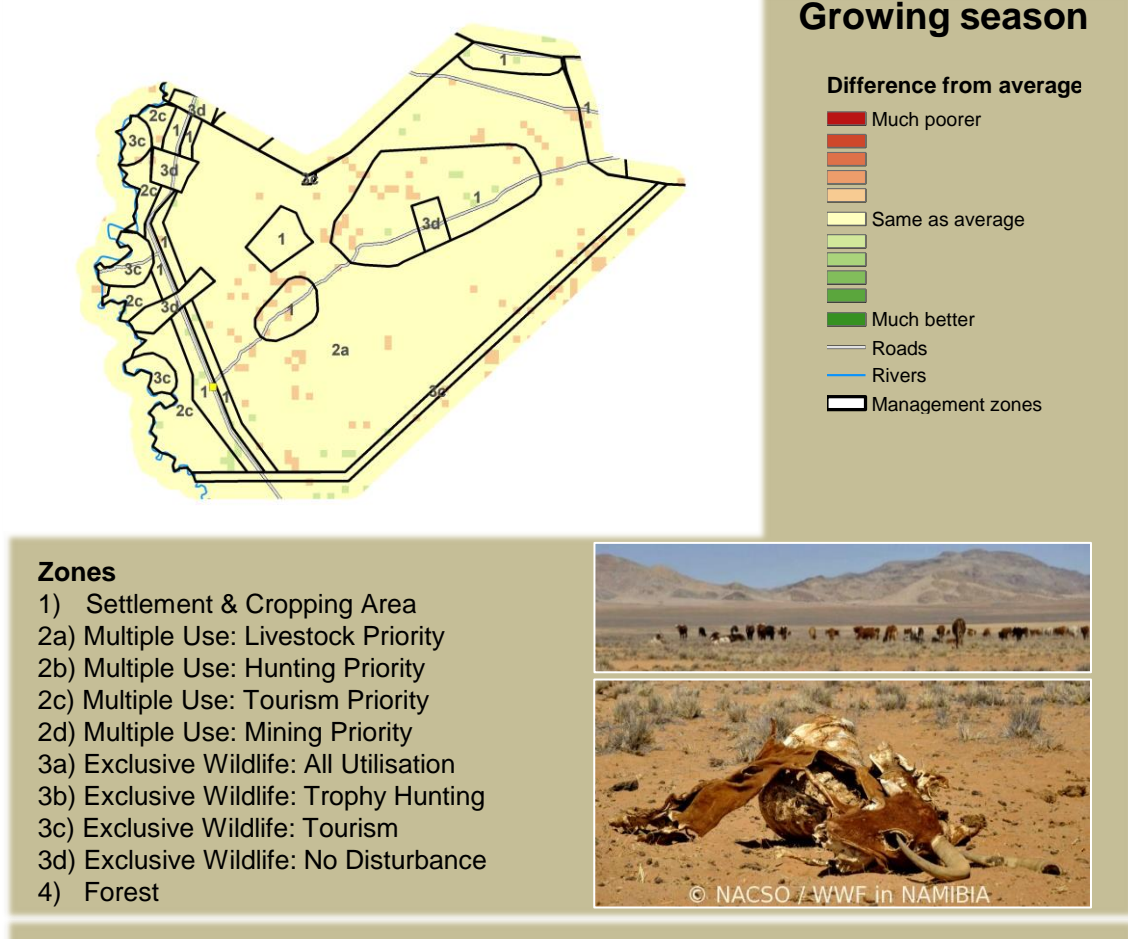 Growing season
Difference from average
Much poorer
Same as average
Much better
Roads
Rivers
Management zones
1
1
3d
2c
1
1
3c
3d
2c
3c
1
3d
1
1
3c
1
2c
3d
1
2a
3c
1
1
2c
3c
Zones
1) Settlement & Cropping Area
2a) Multiple Use: Livestock Priority
2b) Multiple Use: Hunting Priority
2c) Multiple Use: Tourism Priority
2d) Multiple Use: Mining Priority
3a) Exclusive Wildlife: All Utilisation
3b) Exclusive Wildlife: Trophy Hunting
3c) Exclusive Wildlife: Tourism
3d) Exclusive Wildlife: No Disturbance
4) Forest
© NACSO / WWF in NAMIBIA